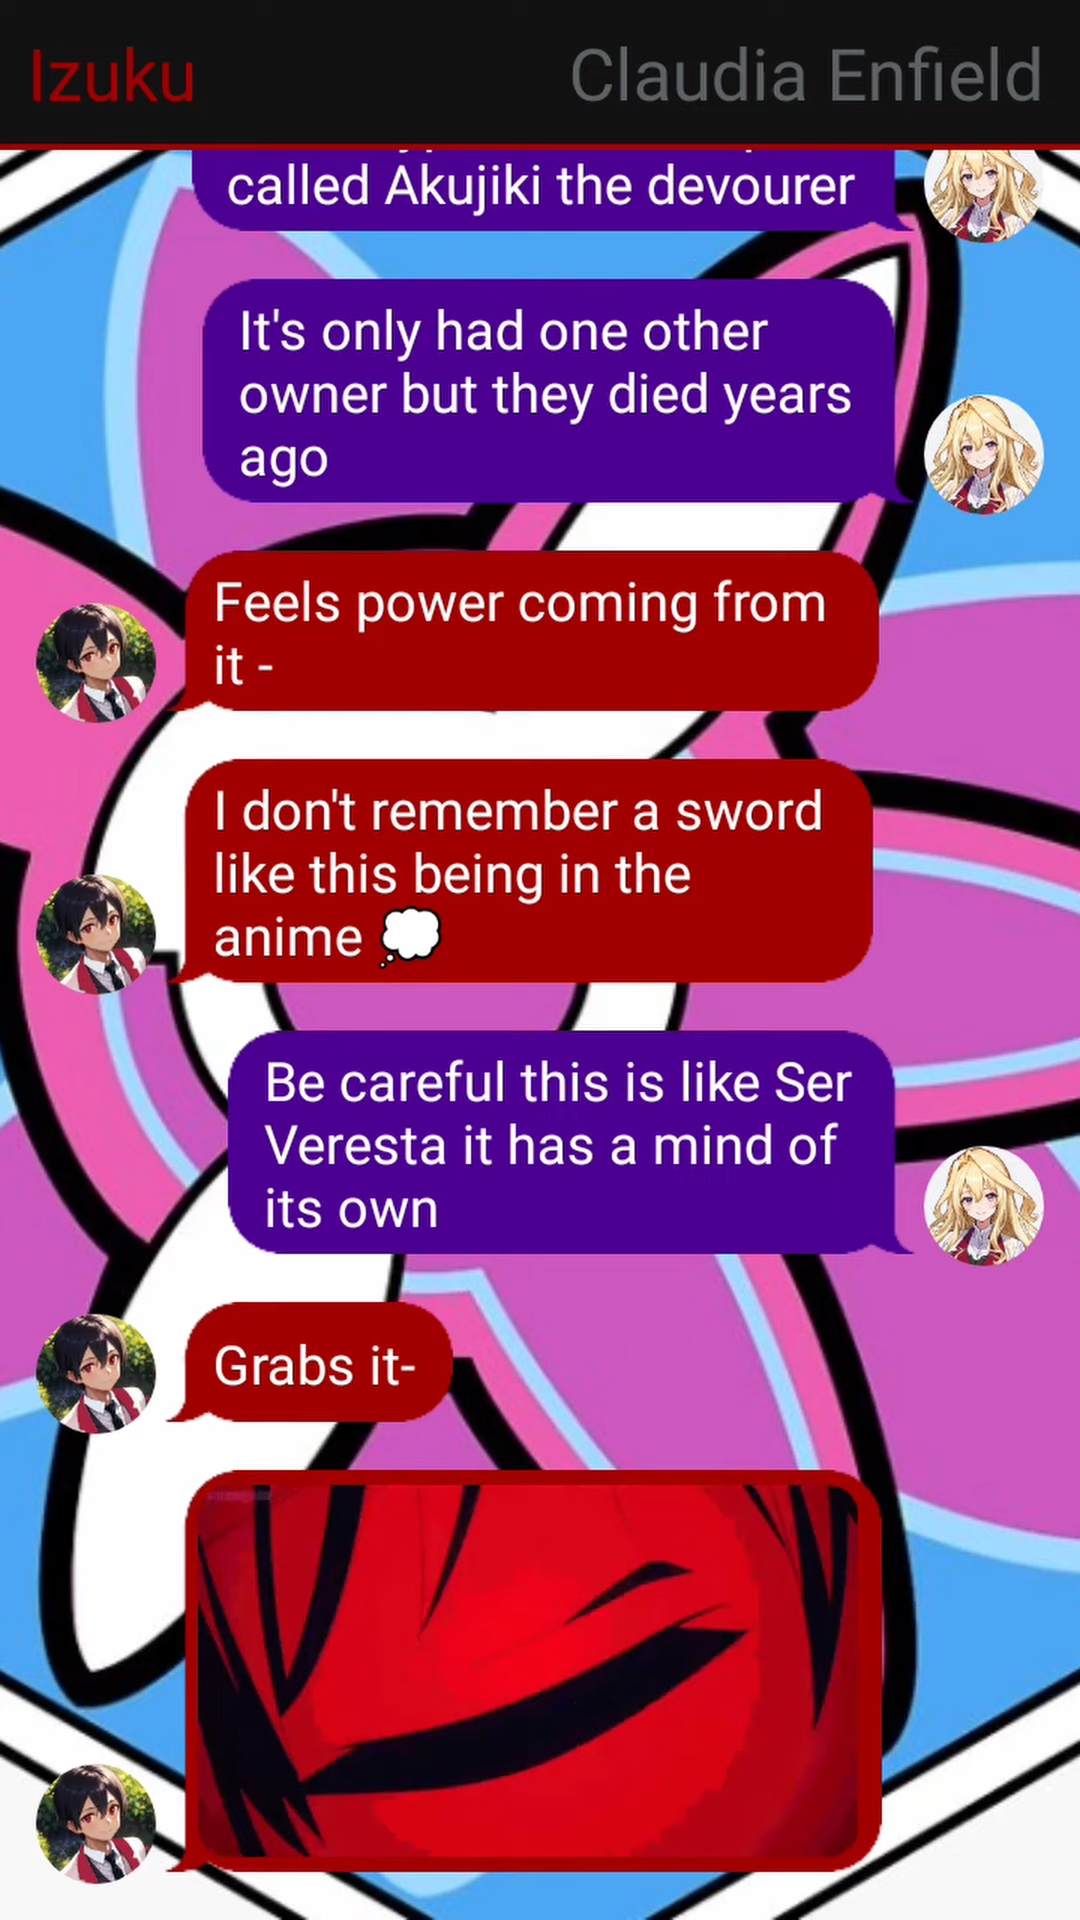 Izuku
Claudia Enfield
called Akujiki the devourer
It's only had one other
owner but they died years
ago
Feels power coming from
it -
I don't remember a sword
like this being in the
anime 💭
Be careful this is like Ser
Veresta it has a mind of
its own
Grabs it-